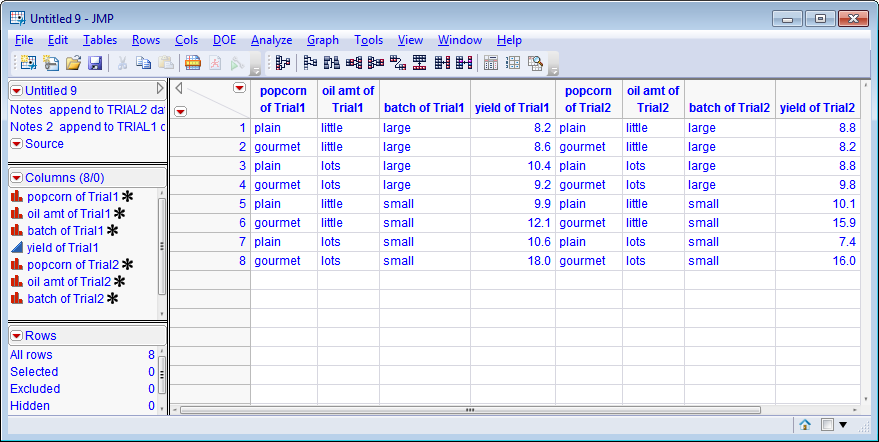 Untitled 9 - JMP
File Edit Tables Rows Cols DOE Analyze Graph Tools View Window Help
Untitled 9
Notes append to TRIAL2 da
Notes 2 append to TRIAL1 c
Source
Columns (8/0)
popcorn of Trial1
oil amt of Trial1
batch of Trial1
yield of Trial1
popcorn of Trial2
oil amt of Trial2
batch of Trial2
Rows
All rows 8
Selected 0
Excluded 0
Hidden 0
popcorn of Trial1 oil amt of Trial1 batch of Trial1 yield of Trial1 popcorn of Trial2 oil amt of Trial2 batch of Trial2 yield of Trial2
1 plain little large 8.2 plain little large 8.8
2 gourmet little large 8.6 gourmet little large 8.2
3 plain lots large 10.4 plain lots large 8.8
4 gourmet lots large 9.2 gourmet lots large 9.8
5 plain little small 9.9 plain little small 10.1
6 gourmet little small 12.1 gourmet little small 15.9
7 plain lots small 10.6 plain lots small 7.4
8 gourmet lots small 18.0 gourmet lots small 16.0